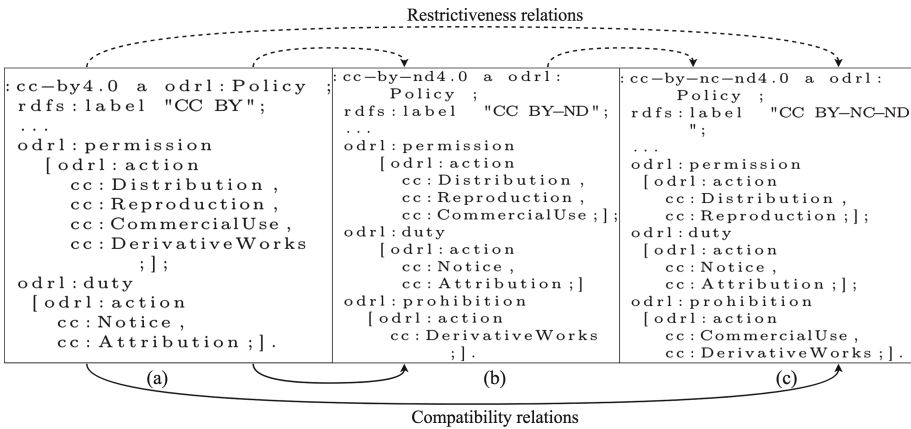 Restrictiveness relations
:cc-by4.0 a odrl:Policy ;
rdfs:label "CC BY";
...
odrl:permission
[odrl:action
cc:Distribution,
cc:Reproduction,
cc:CommercialUse,
cc:DerivativeWorks
;];
odrl:duty
[odrl:action
cc:Notice,
cc:Attribution;].
(a)
:cc-by-nd4.0 a odrl:
Policy ;
rdfs:label "CC BY-ND";
...
odrl:permission
[odrl:action
cc:Distribution,
cc:Reproduction,
cc:CommercialUse;];
odrl:duty
[odrl:action
cc:Notice,
cc:Attribution;]
odrl:prohibition
[odrl:action
cc:DerivativeWorks
;].
(b)
:cc-by-nc-nd4.0 a odrl:
Policy ;
rdfs:label "CC BY-NC-ND
";
...
odrl:permission
[odrl:action
cc:Distribution,
cc:Reproduction;];
odrl:duty
[odrl:action
cc:Notice,
cc:Attribution;];
odrl:prohibition
[odrl:action
cc:CommercialUse,
cc:DerivativeWorks;].
(c)
Compatibility relations